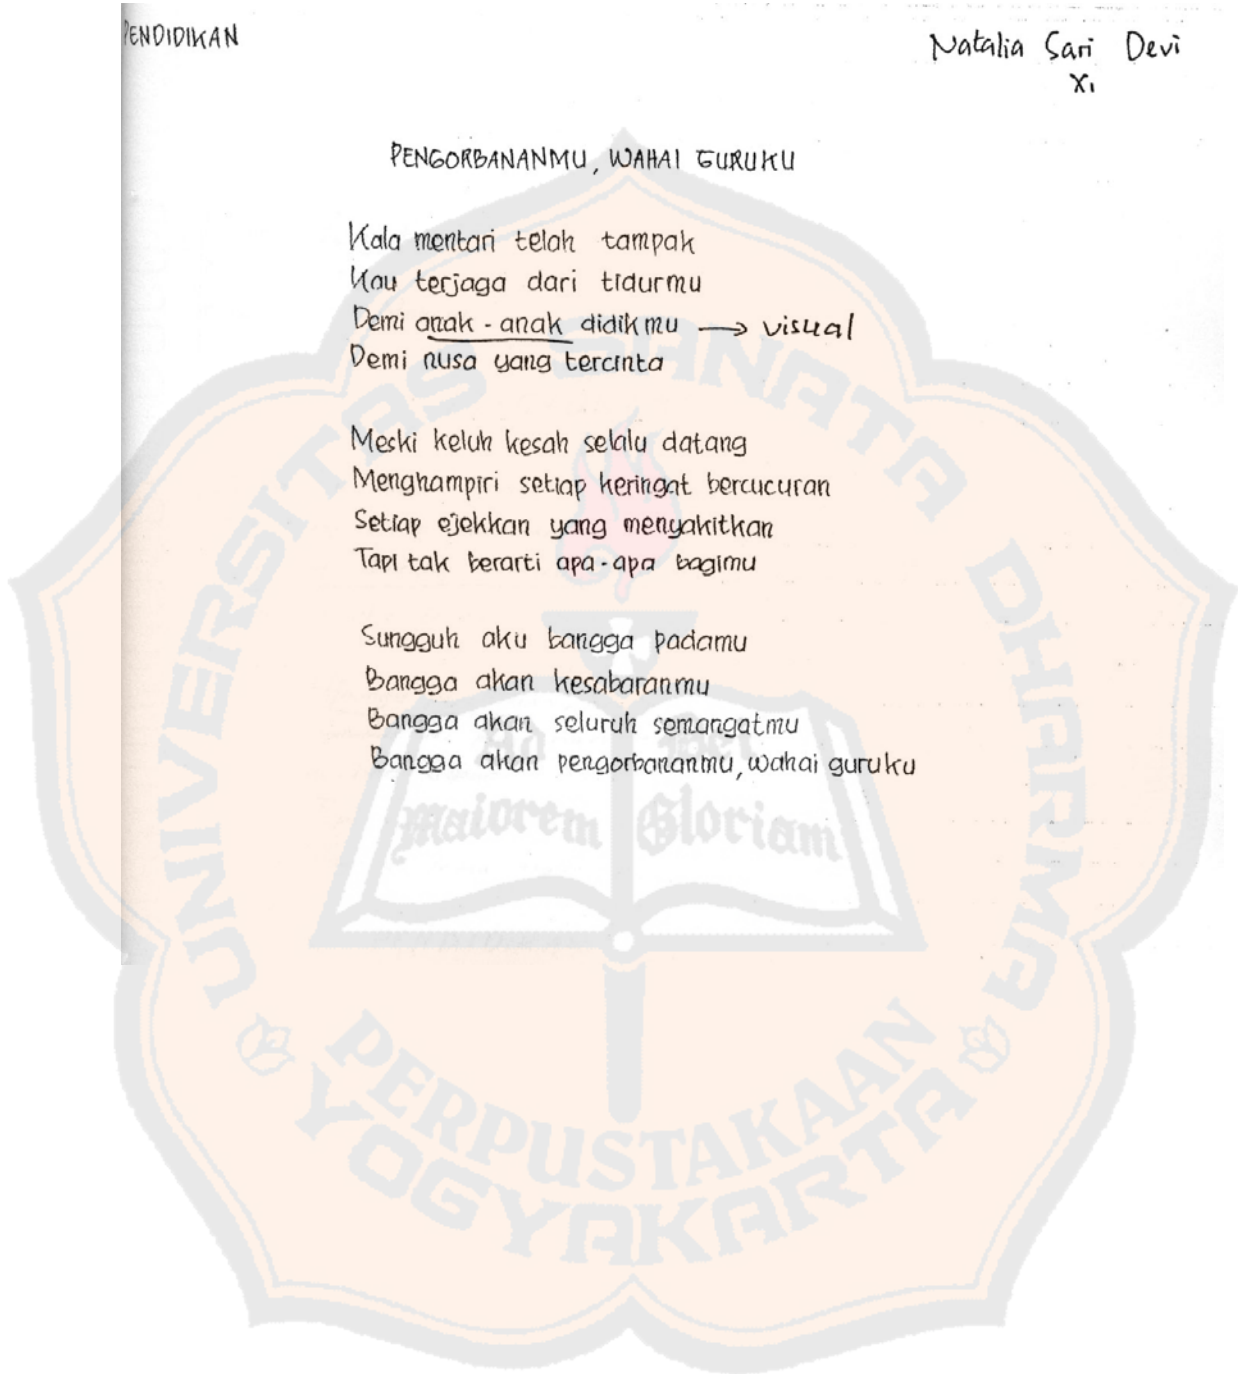 PENDIDIKAN
Natalia Sari Devi
XI
PENGORBANANMU, WAHAI GURUKU
Kala mentari telah tampak
Kau terjaga dari tidurmu
Demi anak-anak didikmu → visual
Demi nusa yang tercinta
Meski keluh kesah selalu datang
Menghampiri setiap keringat bercucuran
Setiap ejekkan yang menyakitkan
Tapi tak berarti apa-apa bagimu
Sungguh aku bangga padamu
Bangga akan kesabaranmu
Bangga akan seluruh semangatmu
Bangga akan pengorbananmu, wahai guruku
UNIVERSITAS SANATA DHARMA
Ad Dei
Maiorem Gloriam
PERPUSTAKAAN
YOGYAKARTA